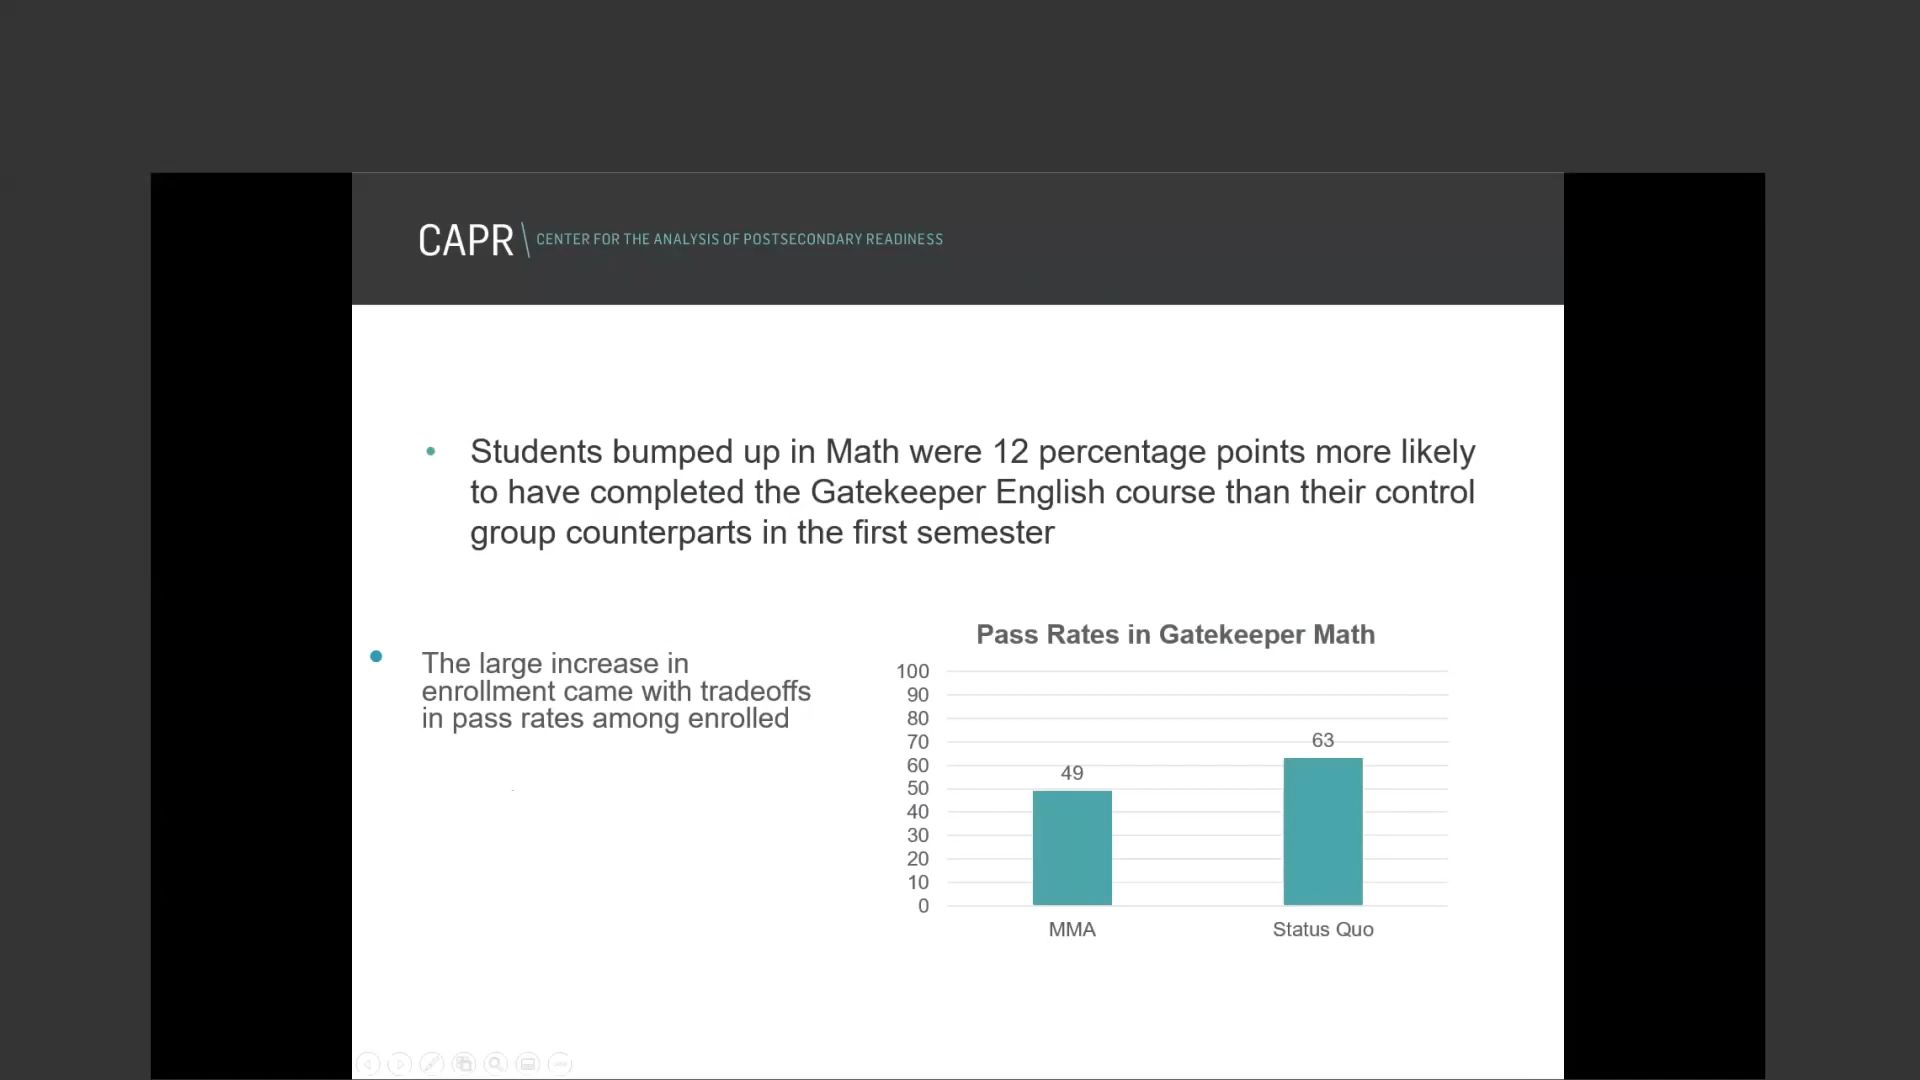 CAPR
CENTER FOR THE ANALYSIS OF POSTSECONDARY READINESS
Students bumped up in Math were 12 percentage points more likely
to have completed the Gatekeeper English course than their control
group counterparts in the first semester
The large increase in
enrollment came with tradeoffs
in pass rates among enrolled
Pass Rates in Gatekeeper Math
100
90
80
70
60
50
40
30
20
10
0
49
63
MMA
Status Quo